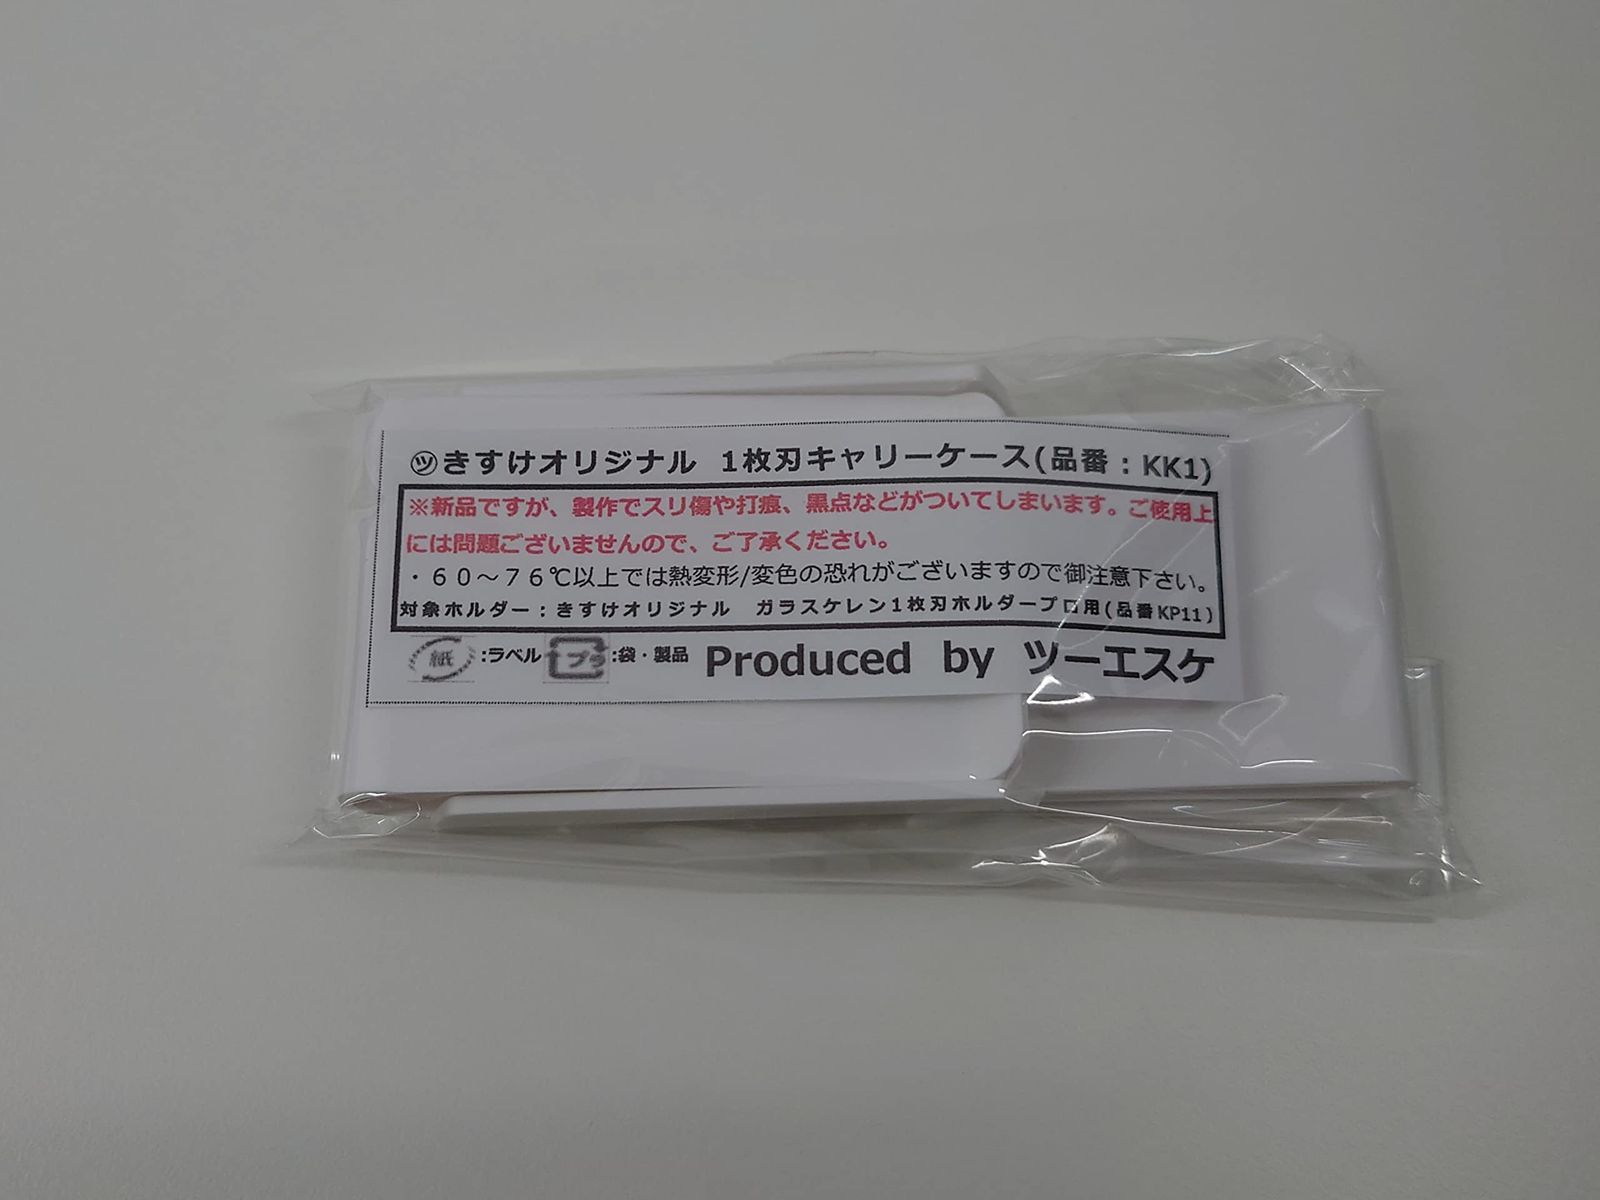 ㋡きすけオリジナル 1枚刃キャリーケース(品番：KK1)
※新品ですが、製作でスリ傷や打痕、黒点などがついてしまいます。ご使用上
には問題ございませんので、ご了承ください。
・６０～７６℃以上では熱変形/変色の恐れがございますので御注意下さい。
対象ホルダー：きすけオリジナル　ガラスケレン1枚刃ホルダープロ用(品番KP11)
紙:ラベル プラ:袋・製品 Produced by ツーエスケ